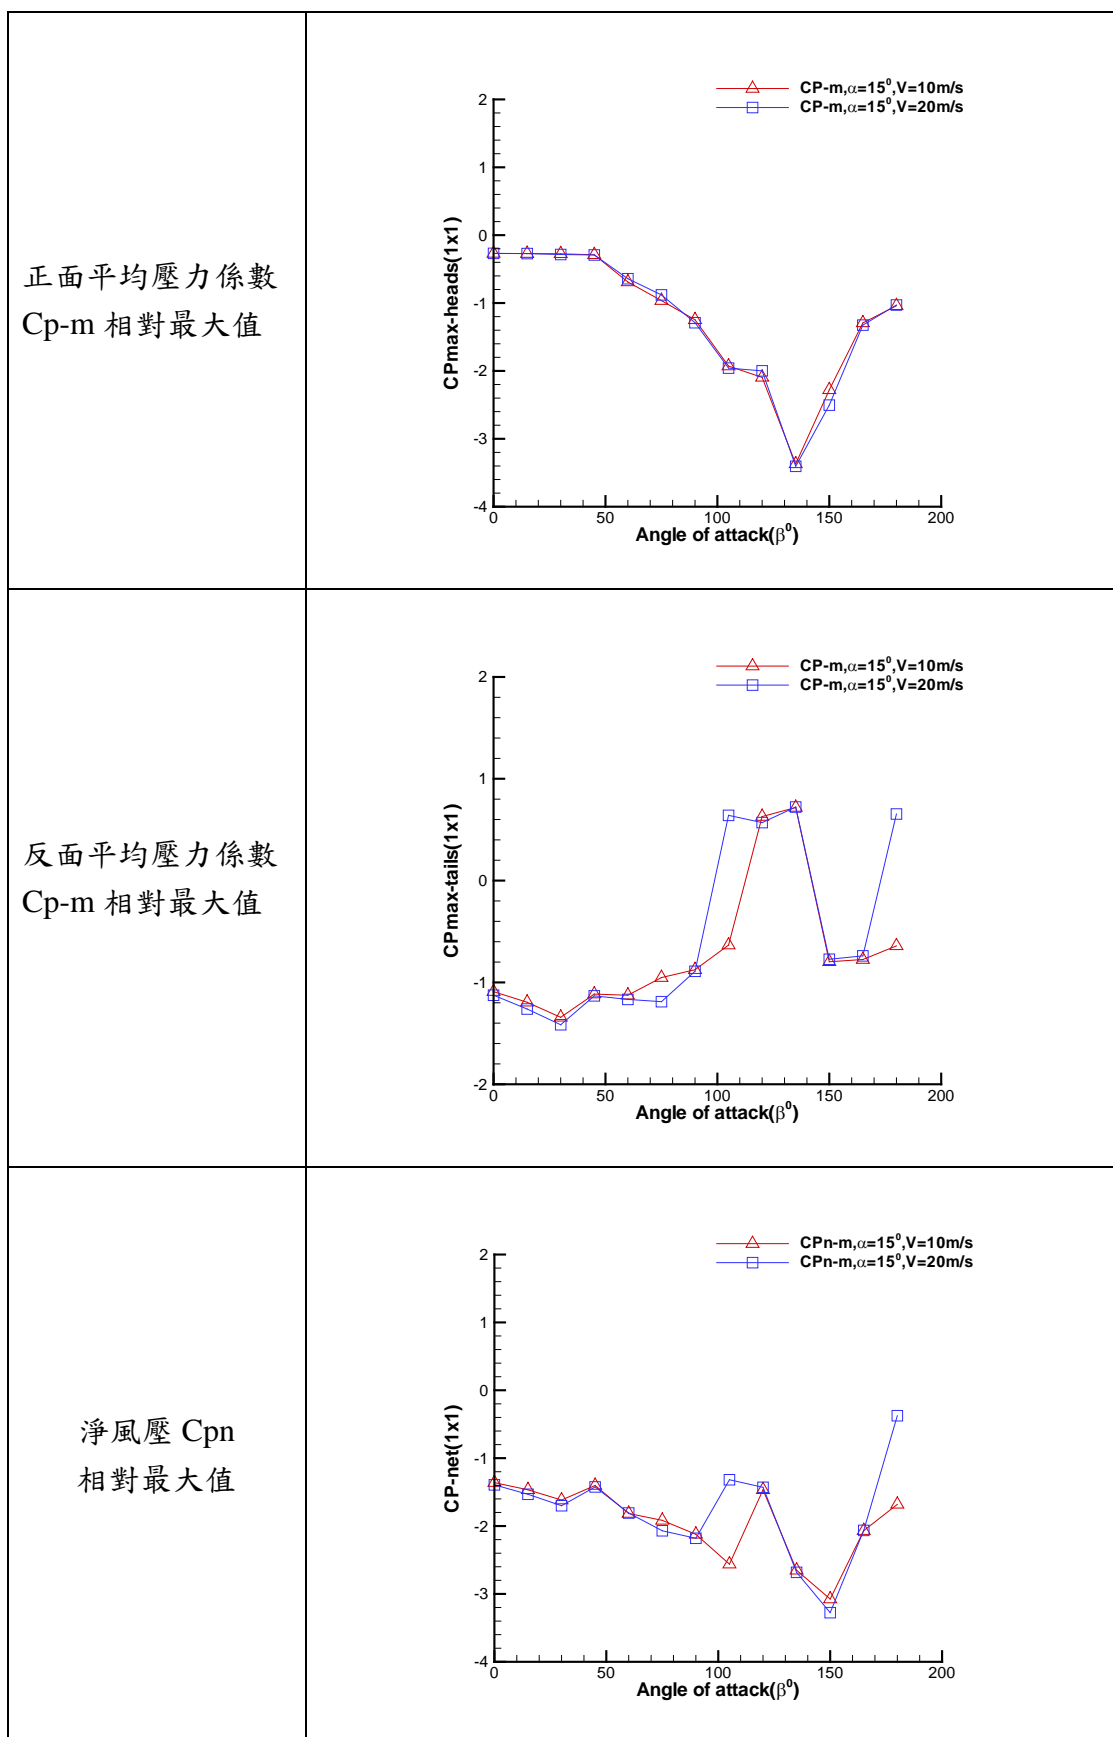 正面平均壓力係數
Cp-m 相對最大值
CP-m,α=15⁰,V=10m/s
CP-m,α=15⁰,V=20m/s
2
1
0
-1
-2
-3
-4
CPmax-heads(1x1)
0
50
100
150
200
Angle of attack(β⁰)
反面平均壓力係數
Cp-m 相對最大值
CP-m,α=15⁰,V=10m/s
CP-m,α=15⁰,V=20m/s
2
1
0
-1
-2
CPmax-tails(1x1)
0
50
100
150
200
Angle of attack(β⁰)
淨風壓 Cpn
相對最大值
CPn-m,α=15⁰,V=10m/s
CPn-m,α=15⁰,V=20m/s
2
1
0
-1
-2
-3
-4
CP-net(1x1)
0
50
100
150
200
Angle of attack(β⁰)